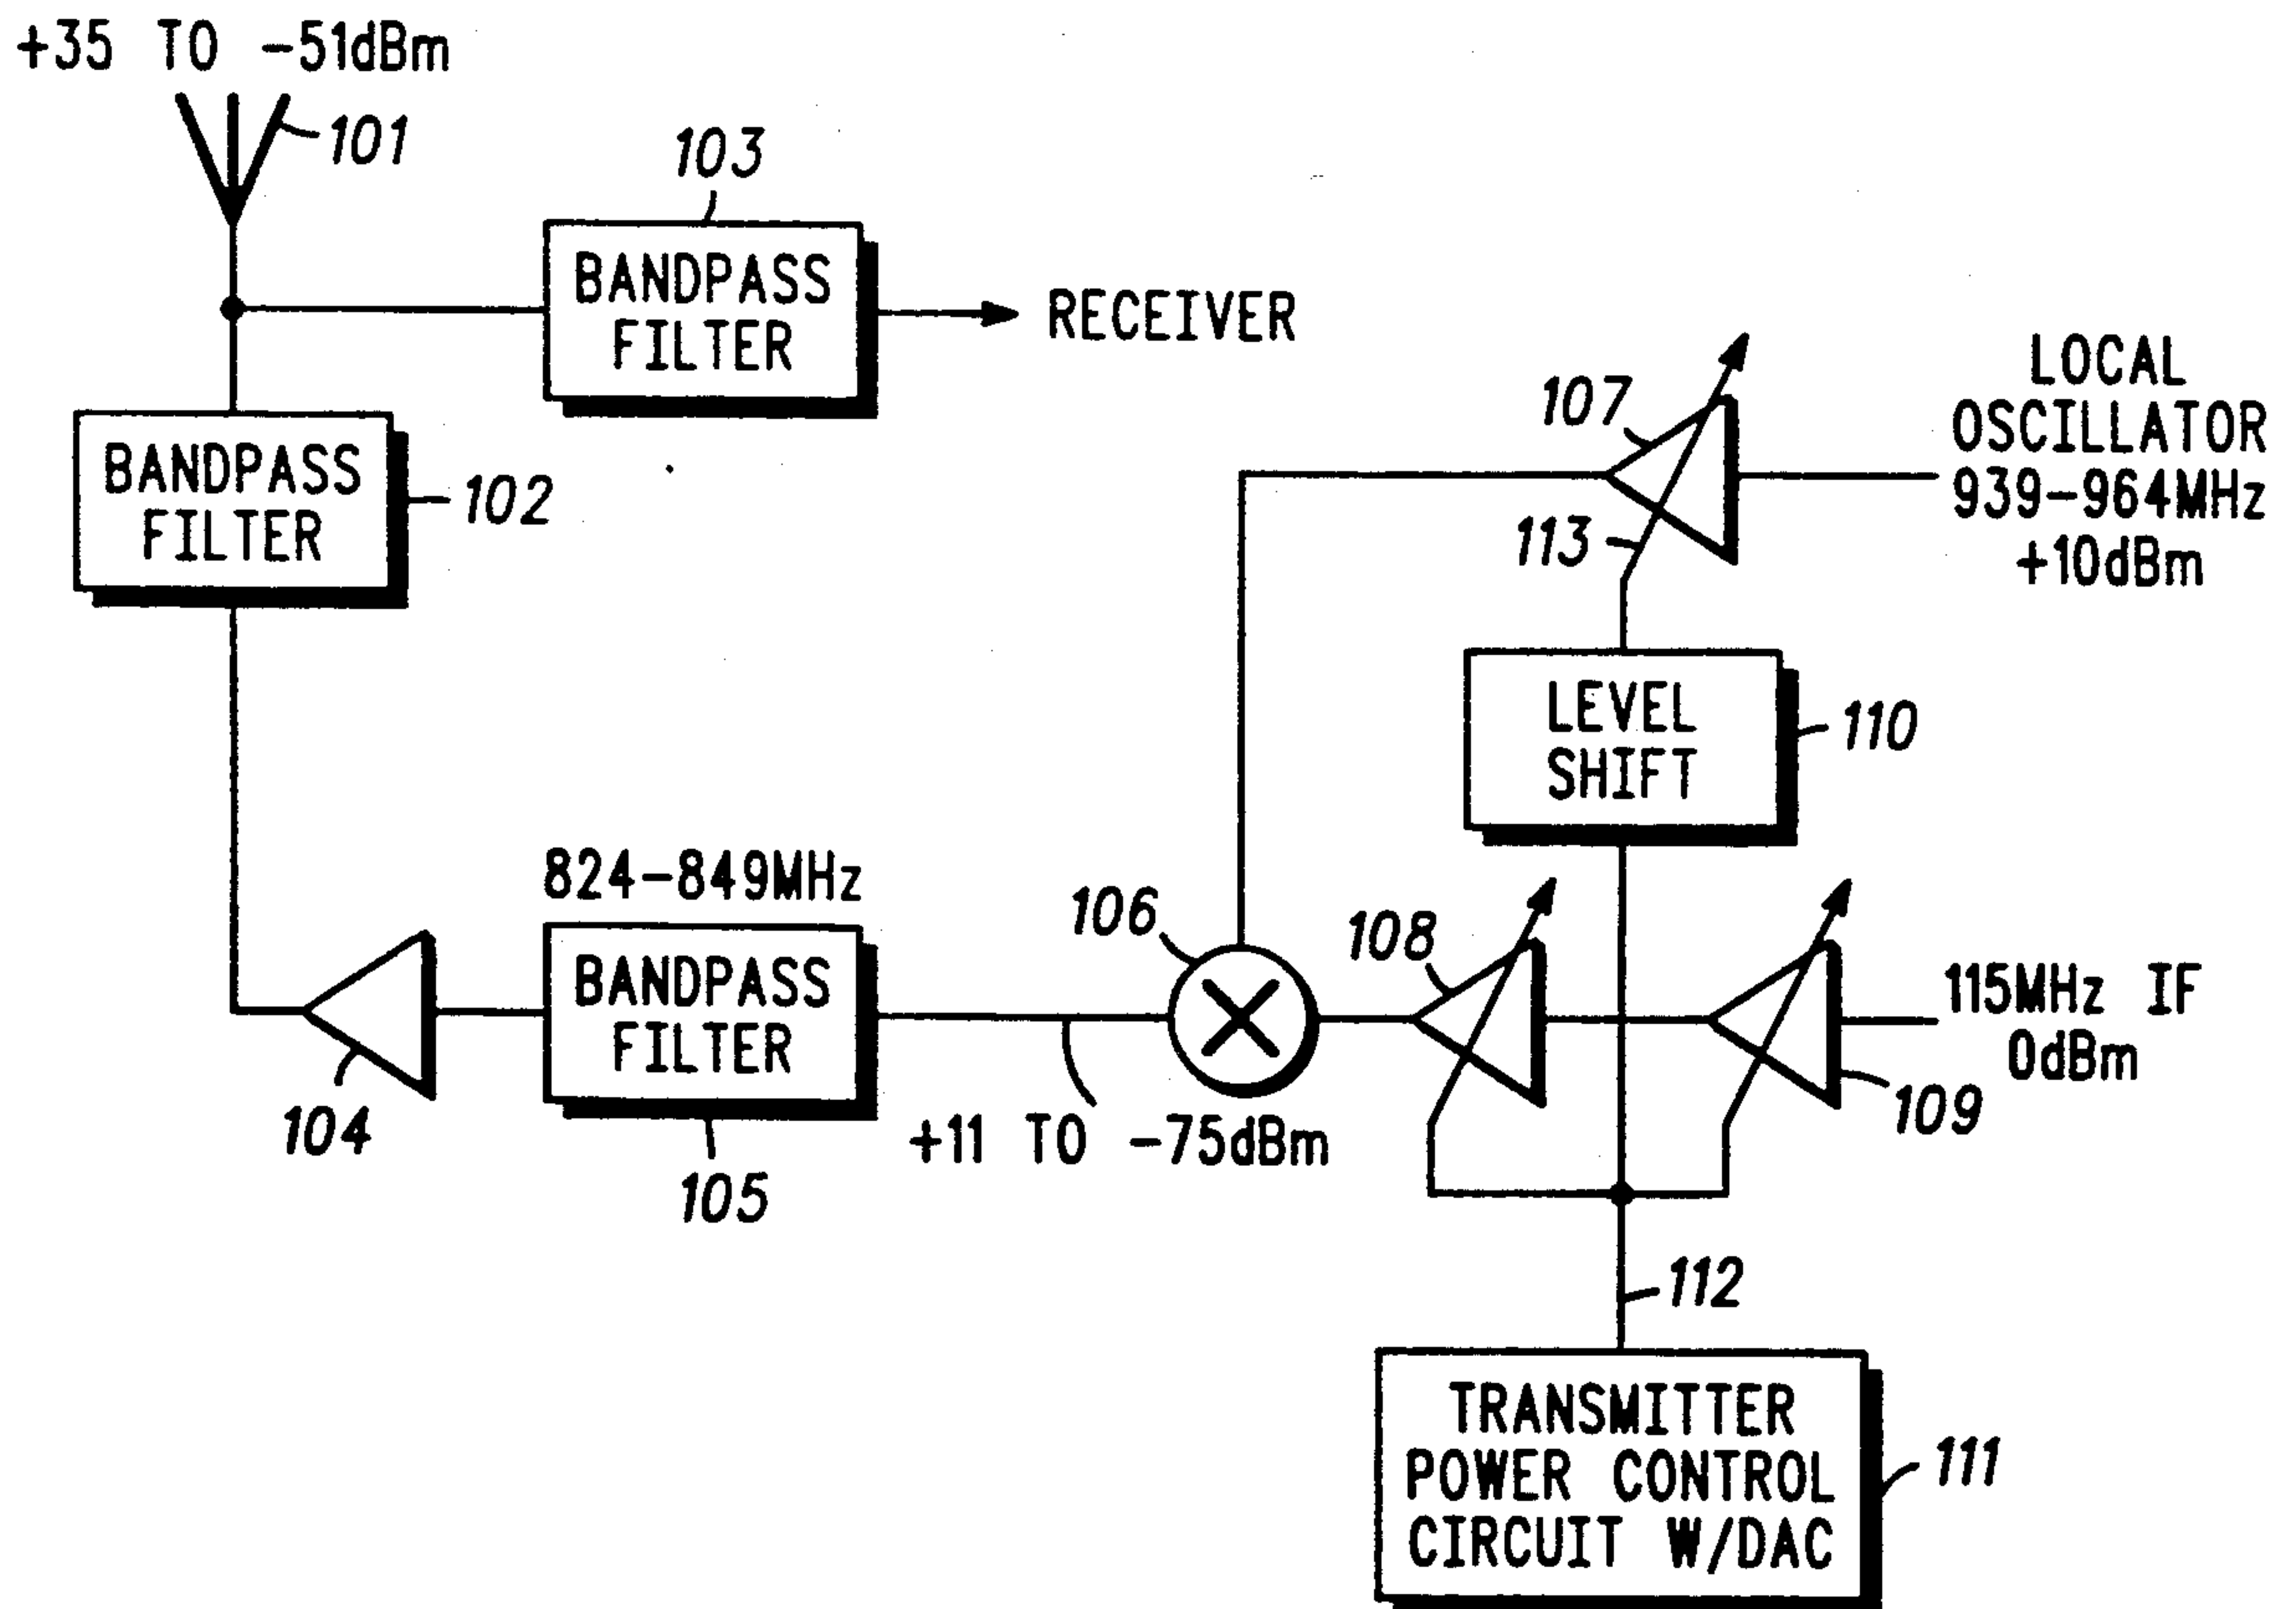 +35 TO -51dBm
101
103
BANDPASS
FILTER
RECEIVER
BANDPASS
FILTER
102
107
LOCAL
OSCILLATOR
939-964MHz
+10dBm
113
LEVEL
SHIFT
110
824-849MHz
BANDPASS
FILTER
104
105
106
+11 TO -75dBm
108
115MHz IF
0dBm
109
112
TRANSMITTER
POWER CONTROL
CIRCUIT W/DAC
111